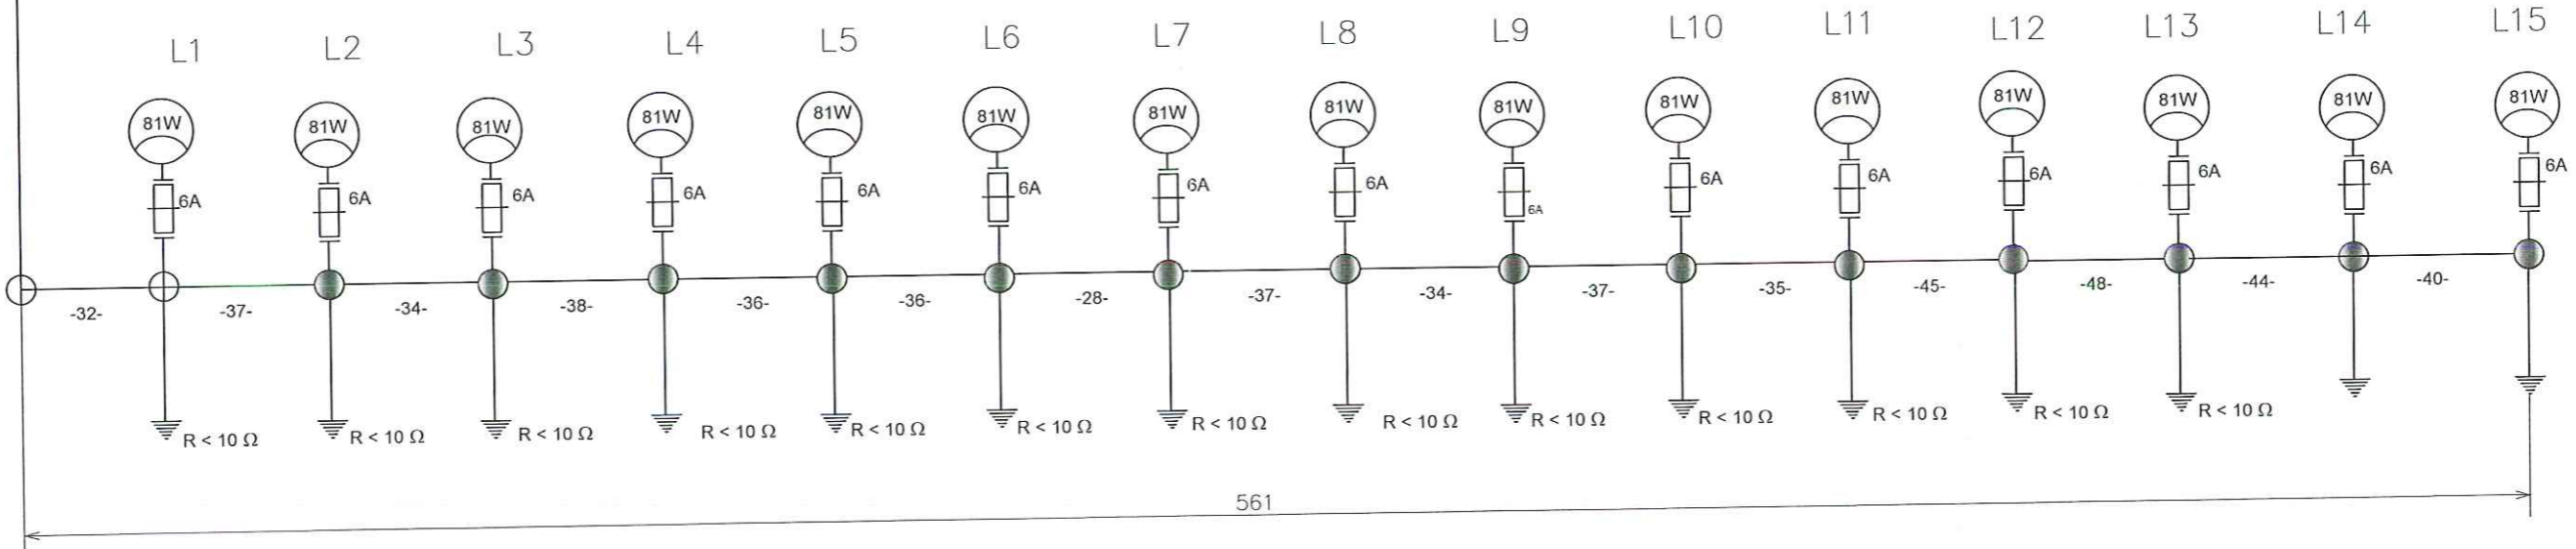 L1 L2 L3 L4 L5 L6 L7 L8 L9 L10 L11 L12 L13 L14 L15
81W 81W 81W 81W 81W 81W 81W 81W 81W 81W 81W 81W 81W 81W 81W
6A 6A 6A 6A 6A 6A 6A 6A 6A 6A 6A 6A 6A 6A 6A
-32- -37- -34- -38- -36- -36- -28- -37- -34- -37- -35- -45- -48- -44- -40-
R < 10 Ω R < 10 Ω R < 10 Ω R < 10 Ω R < 10 Ω R < 10 Ω R < 10 Ω R < 10 Ω R < 10 Ω R < 10 Ω R < 10 Ω R < 10 Ω R < 10 Ω
561